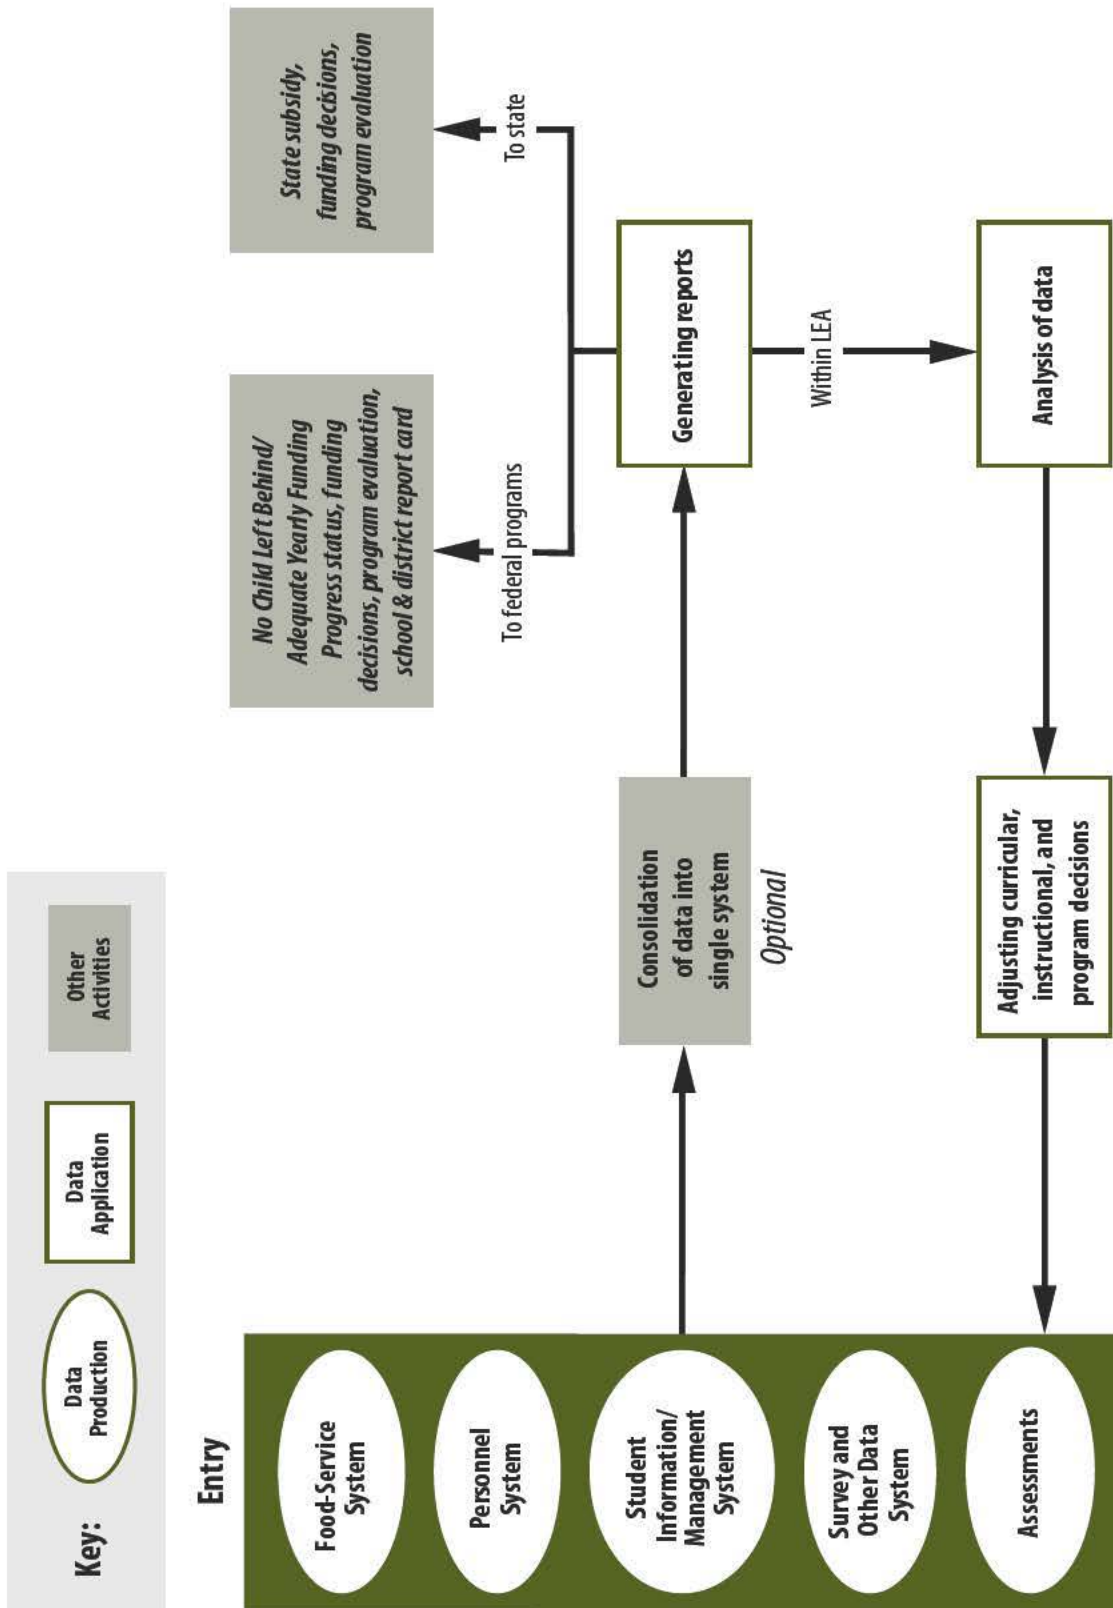 Key:
Data
Production
Data
Application
Other
Activities
Entry
Food-Service
System
Personnel
System
Student
Information/
Management
System
Survey and
Other Data
System
Assessments
Consolidation
of data into
single system
Optional
Generating reports
To federal programs
No Child Left Behind/
Adequate Yearly Funding
Progress status, funding
decisions, program evaluation,
school & district report card
To state
State subsidy,
funding decisions,
program evaluation
Within LEA
Analysis of data
Adjusting curricular,
instructional, and
program decisions